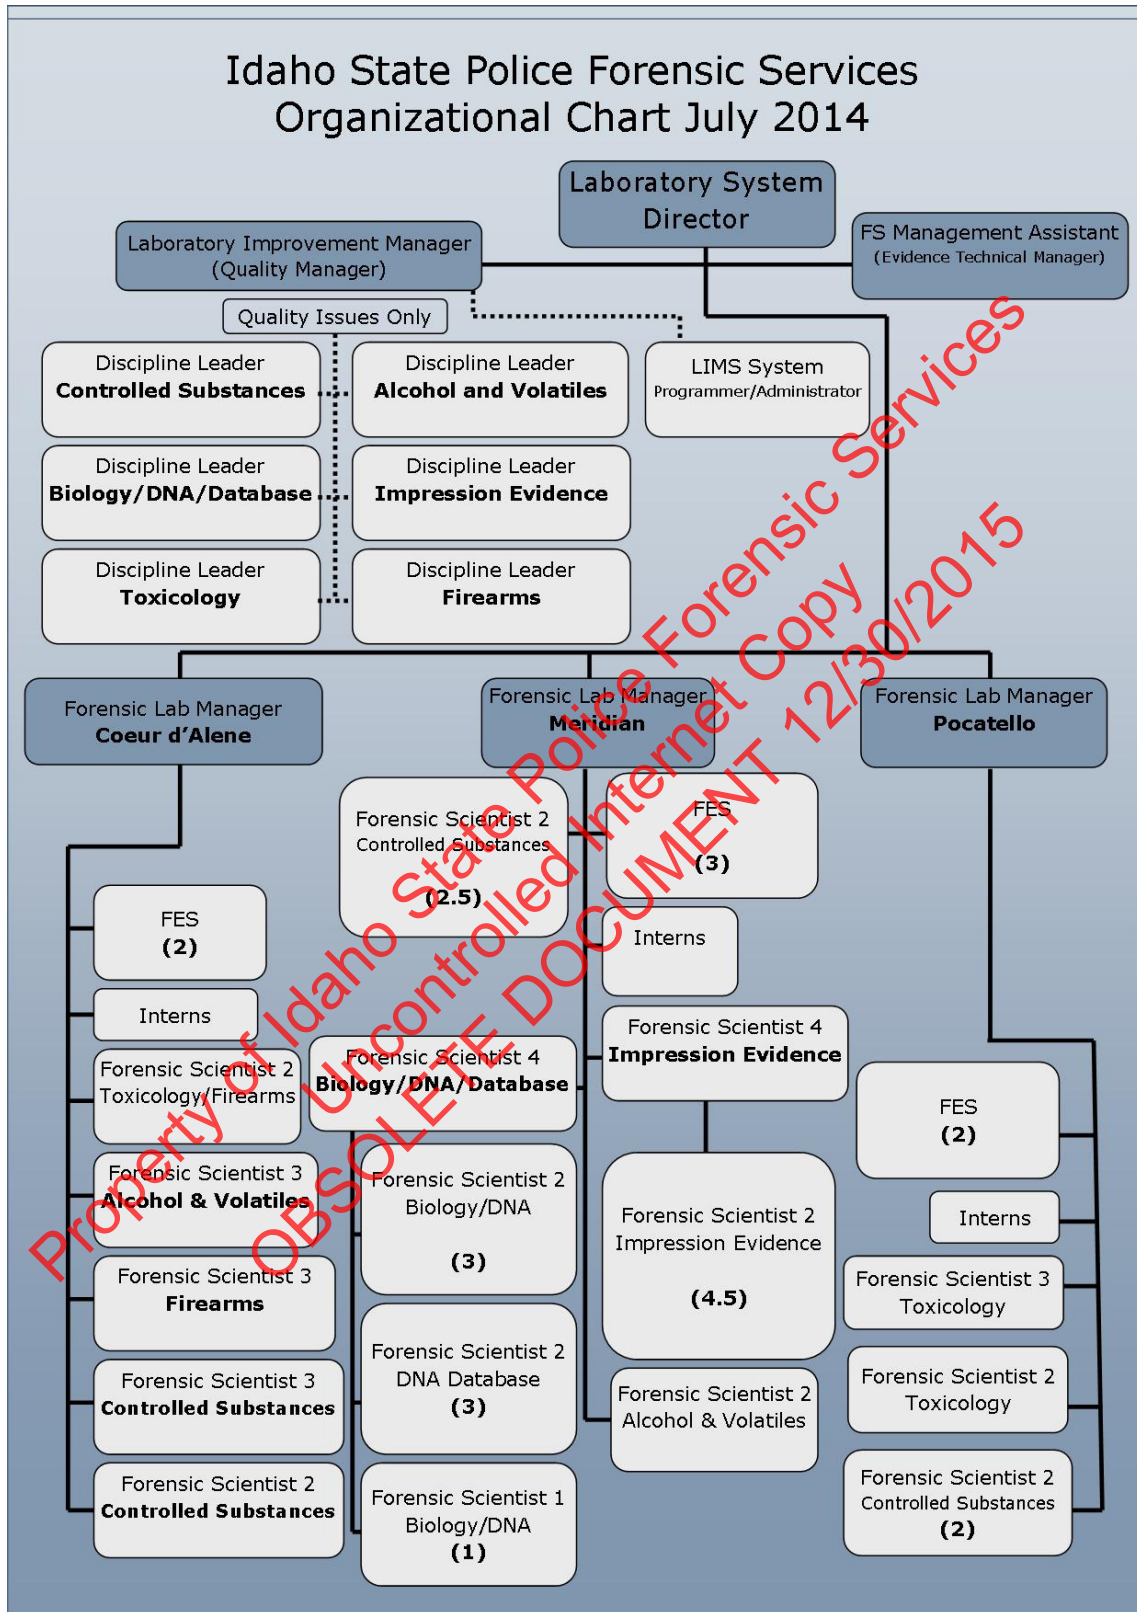 Idaho State Police Forensic Services
Organizational Chart July 2014
Laboratory System
Director
Laboratory Improvement Manager
(Quality Manager)
FS Management Assistant
(Evidence Technical Manager)
Quality Issues Only
Discipline Leader
Controlled Substances
Discipline Leader
Alcohol and Volatiles
LIMS System
Programmer/Administrator
Discipline Leader
Biology/DNA/Database
Discipline Leader
Impression Evidence
Discipline Leader
Toxicology
Discipline Leader
Firearms
Forensic Lab Manager
Coeur d'Alene
Forensic Lab Manager
Meridian
Forensic Lab Manager
Pocatello
FES
(2)
Interns
Forensic Scientist 2
Toxicology/Firearms
Forensic Scientist 3
Alcohol & Volatiles
Forensic Scientist 3
Firearms
Forensic Scientist 3
Controlled Substances
Forensic Scientist 2
Controlled Substances
Forensic Scientist 2
Controlled Substances
(2.5)
FES
(3)
Interns
Forensic Scientist 4
Biology/DNA/Database
Forensic Scientist 2
Biology/DNA
(3)
Forensic Scientist 2
DNA Database
(3)
Forensic Scientist 1
Biology/DNA
(1)
Forensic Scientist 4
Impression Evidence
Forensic Scientist 2
Impression Evidence
(4.5)
Forensic Scientist 2
Alcohol & Volatiles
FES
(2)
Interns
Forensic Scientist 3
Toxicology
Forensic Scientist 2
Toxicology
Forensic Scientist 2
Controlled Substances
(2)
Property of Idaho State Police Forensic Services
Uncontrolled Internet Copy
OBSOLETE DOCUMENT 12/30/2015